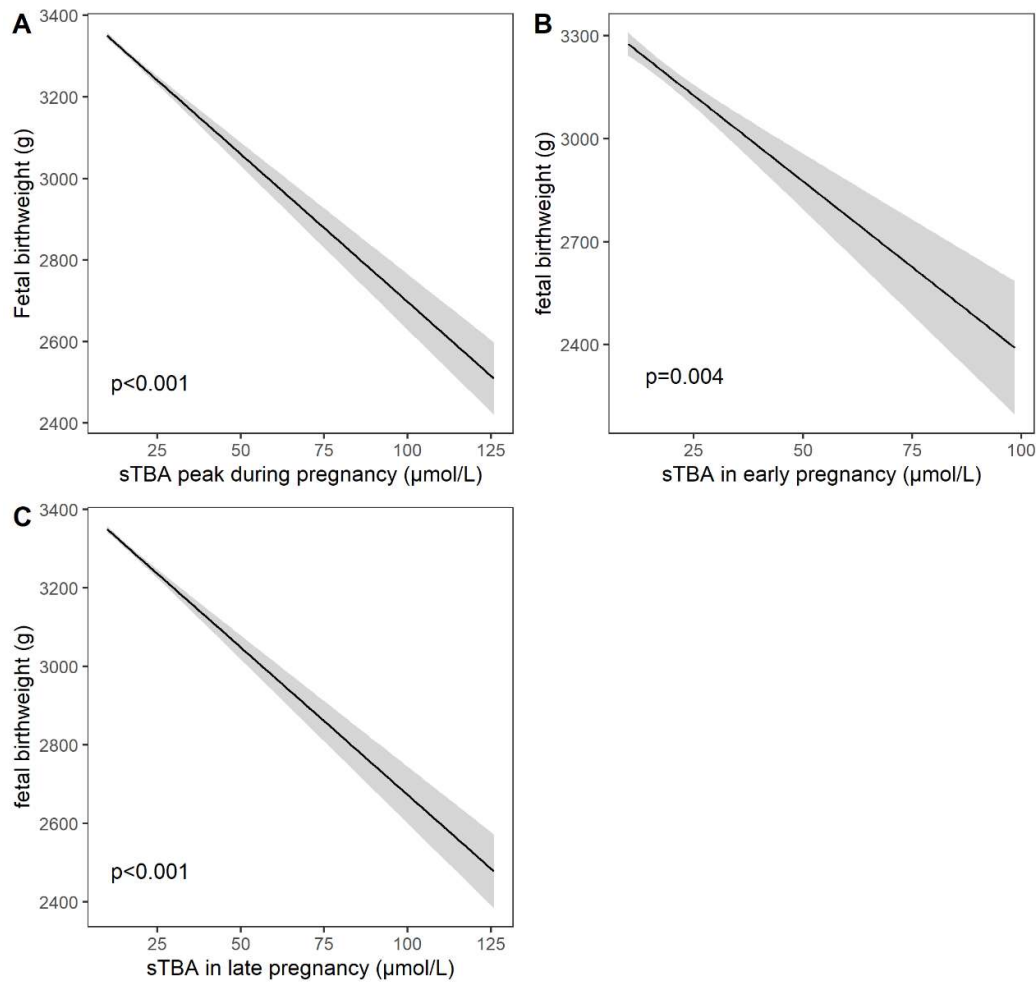 A
3400
3200
3000
2800
2600
2400
Fetal birthweight (g)
p<0.001
25 50 75 100 125
sTBA peak during pregnancy (μmol/L)
B
3300
3000
2700
2400
fetal birthweight (g)
p=0.004
25 50 75 100
sTBA in early pregnancy (μmol/L)
C
3400
3200
3000
2800
2600
2400
fetal birthweight (g)
p<0.001
25 50 75 100 125
sTBA in late pregnancy (μmol/L)